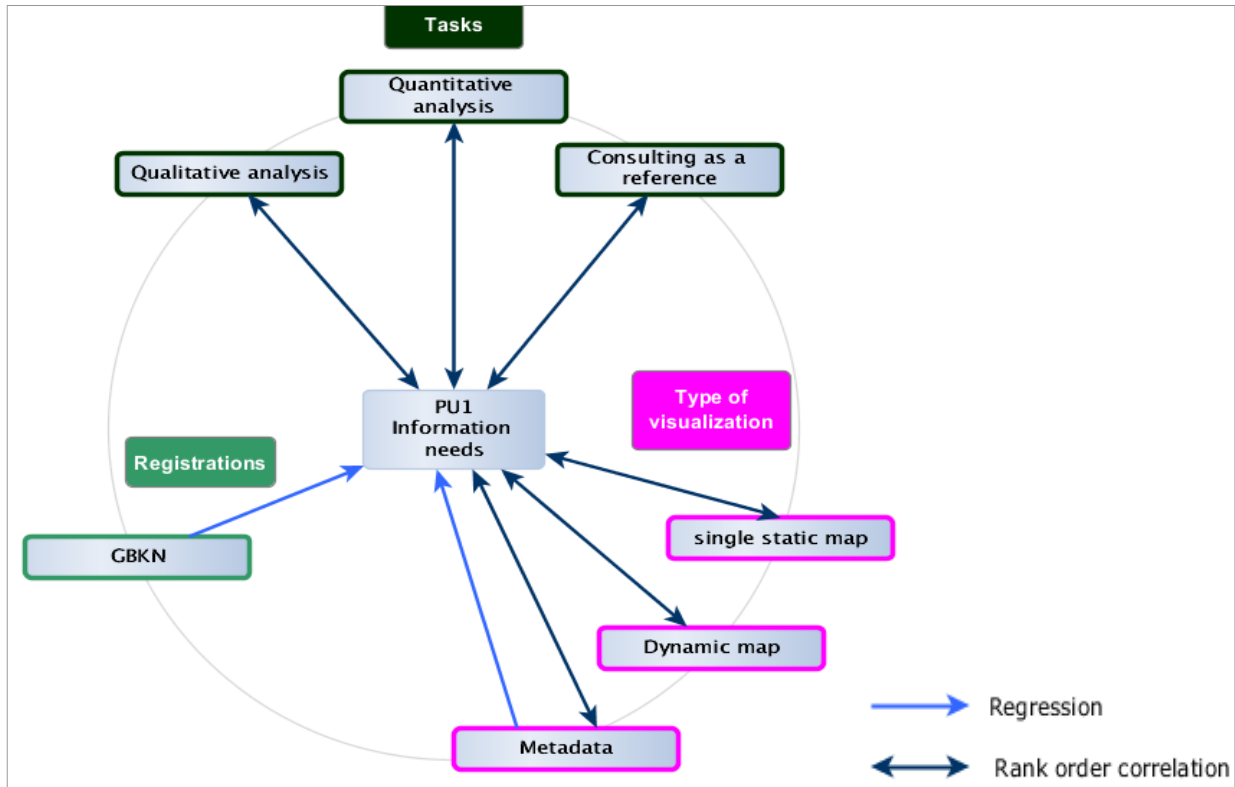 Tasks
Quantitative
analysis
Qualitative analysis
Consulting as a
reference
PU1
Information
needs
Type of
visualization
Registrations
GBKN
single static map
Dynamic map
Metadata
Regression
Rank order correlation